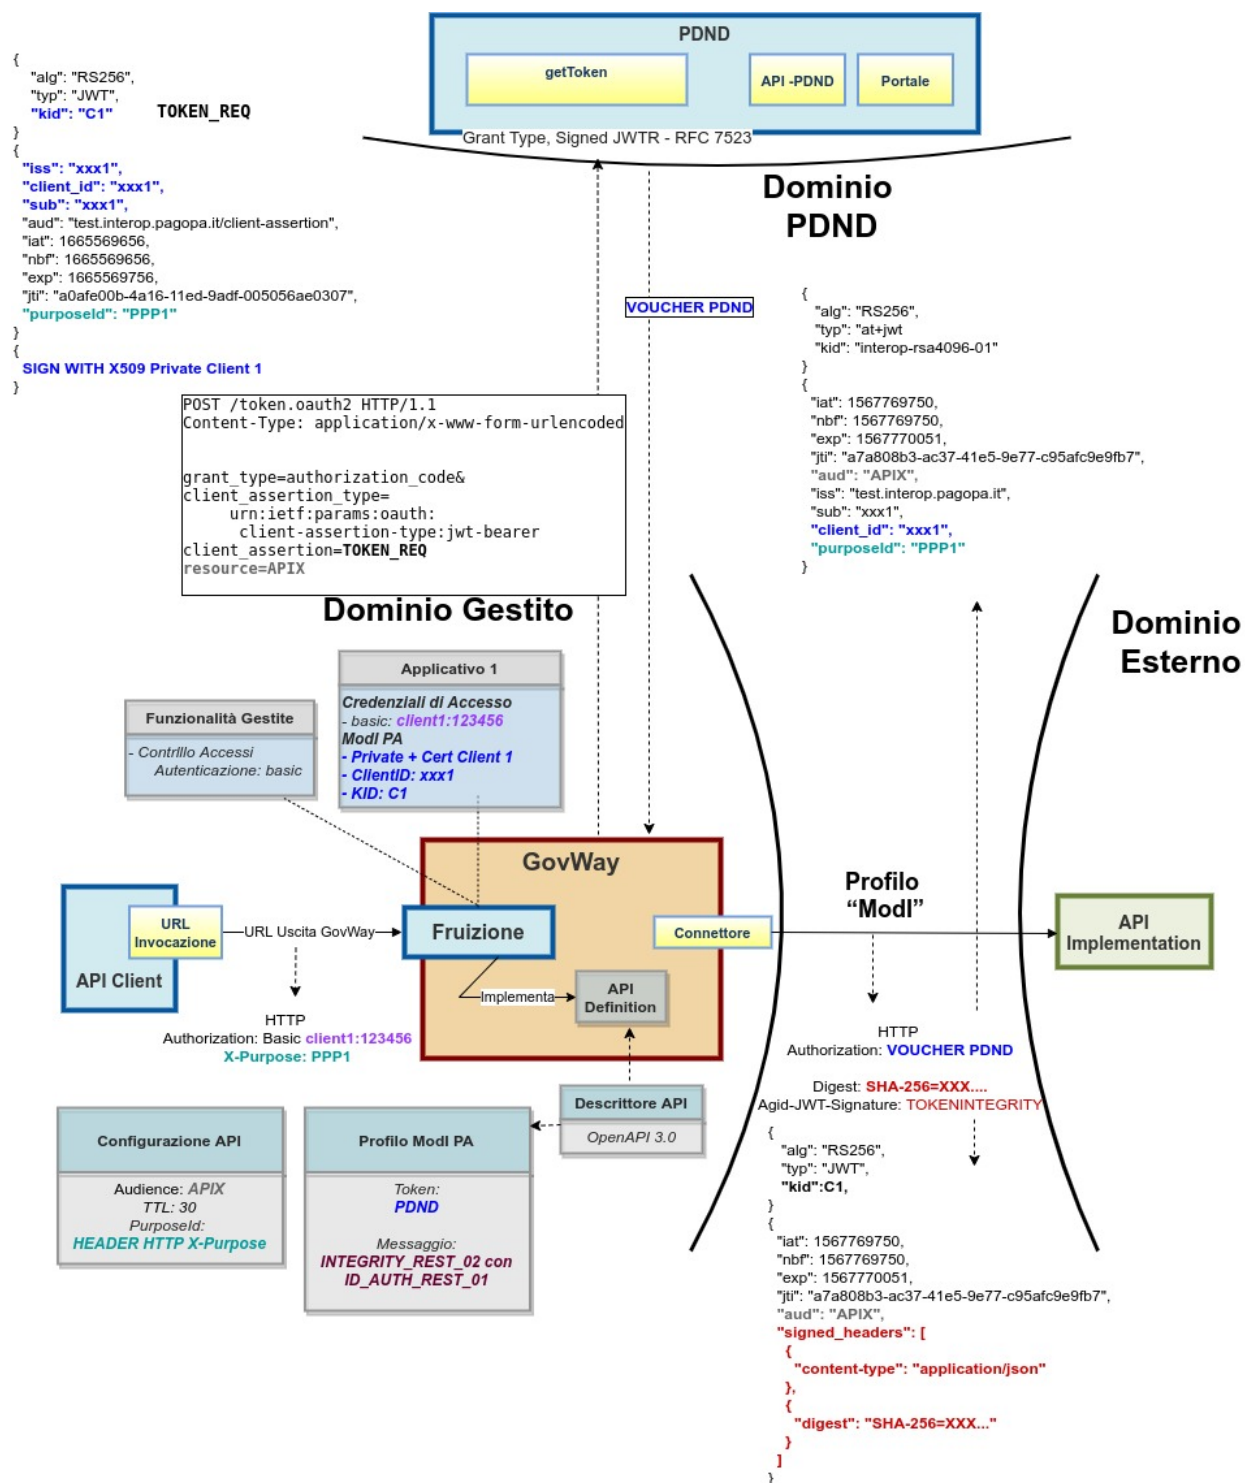 PDND
getToken
API -PDND
Portale
Grant Type, Signed JWTR - RFC 7523
{
"alg": "RS256",
"typ": "JWT",
"kid": "C1"
TOKEN_REQ
}
{
"iss": "xxx1",
"client_id": "xxx1",
"sub": "xxx1",
"aud": "test.interop.pagopa.it/client-assertion",
"iat": 1665569656,
"nbf": 1665569656,
"exp": 1665569756,
"jti": "a0afe00b-4a16-11ed-9adf-005056ae0307",
"purposeId": "PPP1"
}
{
SIGN WITH X509 Private Client 1
}
Dominio
PDND
VOUCHER PDND
{
"alg": "RS256",
"typ": "at+jwt
"kid": "interop-rsa4096-01"
}
{
"iat": 1567769750,
"nbf": 1567769750,
"exp": 1567770051,
"jti": "a7a808b3-ac37-41e5-9e77-c95afc9e9fb7",
"aud": "APIX",
"iss": "test.interop.pagopa.it",
"sub": "xxx1",
"client_id": "xxx1",
"purposeId": "PPP1"
}
POST /token.oauth2 HTTP/1.1
Content-Type: application/x-www-form-urlencoded
grant_type=authorization_code&
client_assertion_type=
urn:ietf:params:oauth:
client-assertion-type:jwt-bearer
client_assertion=TOKEN_REQ
resource=APIX
Dominio Gestito
Dominio
Esterno
Applicativo 1
Credenziali di Accesso
- basic: client1:123456
ModI PA
- Private + Cert Client 1
- ClientID: xxx1
- KID: C1
Funzionalità Gestite
- Contrllo Accessi
Autenticazione: basic
GovWay
Profilo
“ModI”
URL
Invocazione
API Client
URL Uscita GovWay
Fruizione
Connettore
API
Implementation
Implementa
API
Definition
HTTP
Authorization: Basic client1:123456
X-Purpose: PPP1
HTTP
Authorization: VOUCHER PDND
Digest: SHA-256=XXX....
Agid-JWT-Signature: TOKENINTEGRITY
Descrittore API
OpenAPI 3.0
Configurazione API
Audience: APIX
TTL: 30
PurposeId:
HEADER HTTP X-Purpose
Profilo ModI PA
Token:
PDND
Messaggio:
INTEGRITY_REST_02 con
ID_AUTH_REST_01
{
"alg": "RS256",
"typ": "JWT",
"kid":C1,
}
{
"iat": 1567769750,
"nbf": 1567769750,
"exp": 1567770051,
"jti": "a7a808b3-ac37-41e5-9e77-c95afc9e9fb7",
"aud": "APIX",
"signed_headers": [
{
"content-type": "application/json"
},
{
"digest": "SHA-256=XXX..."
}
]
}